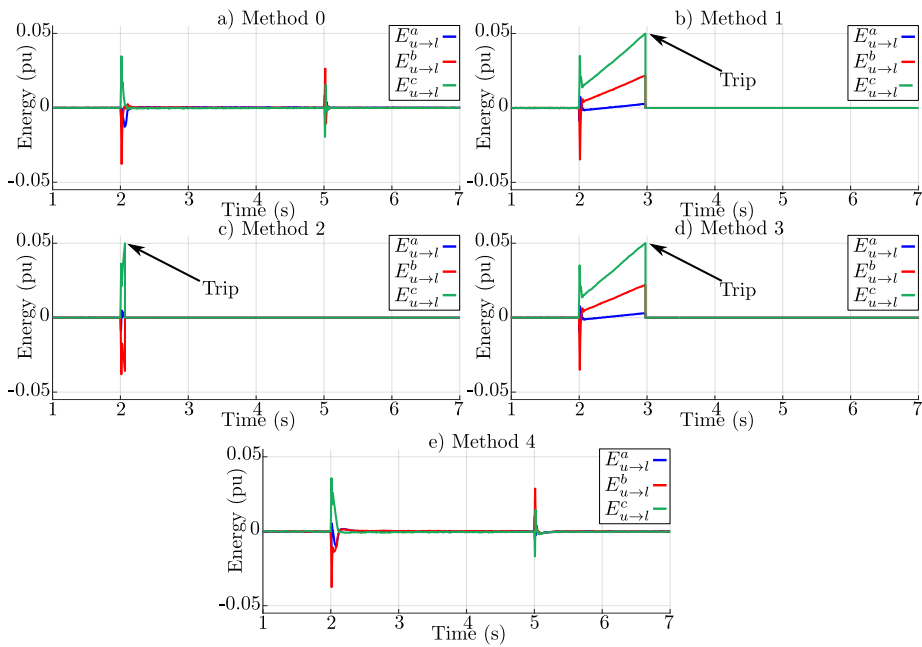 a) Method 0
0.05
0
-0.05
Energy (pu)
E^a_{u→l}
E^b_{u→l}
E^c_{u→l}
1 2 3 4 5 6 7
Time (s)
b) Method 1
0.05
0
-0.05
Energy (pu)
Trip
E^a_{u→l}
E^b_{u→l}
E^c_{u→l}
1 2 3 4 5 6 7
Time (s)
c) Method 2
0.05
0
-0.05
Energy (pu)
Trip
E^a_{u→l}
E^b_{u→l}
E^c_{u→l}
1 2 3 4 5 6 7
Time (s)
d) Method 3
0.05
0
-0.05
Energy (pu)
Trip
E^a_{u→l}
E^b_{u→l}
E^c_{u→l}
1 2 3 4 5 6 7
Time (s)
e) Method 4
0.05
0
-0.05
Energy (pu)
E^a_{u→l}
E^b_{u→l}
E^c_{u→l}
1 2 3 4 5 6 7
Time (s)